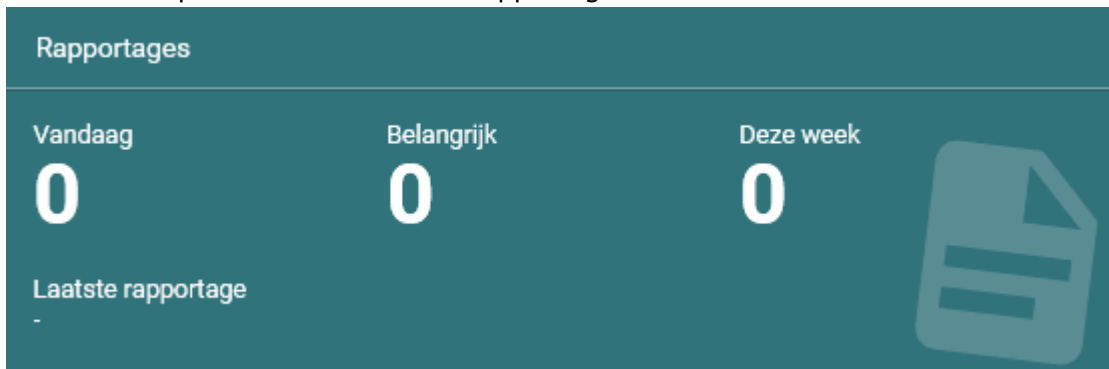 Rapportages
Vandaag Belangrijk Deze week
0 0 0
Laatste rapportage
-